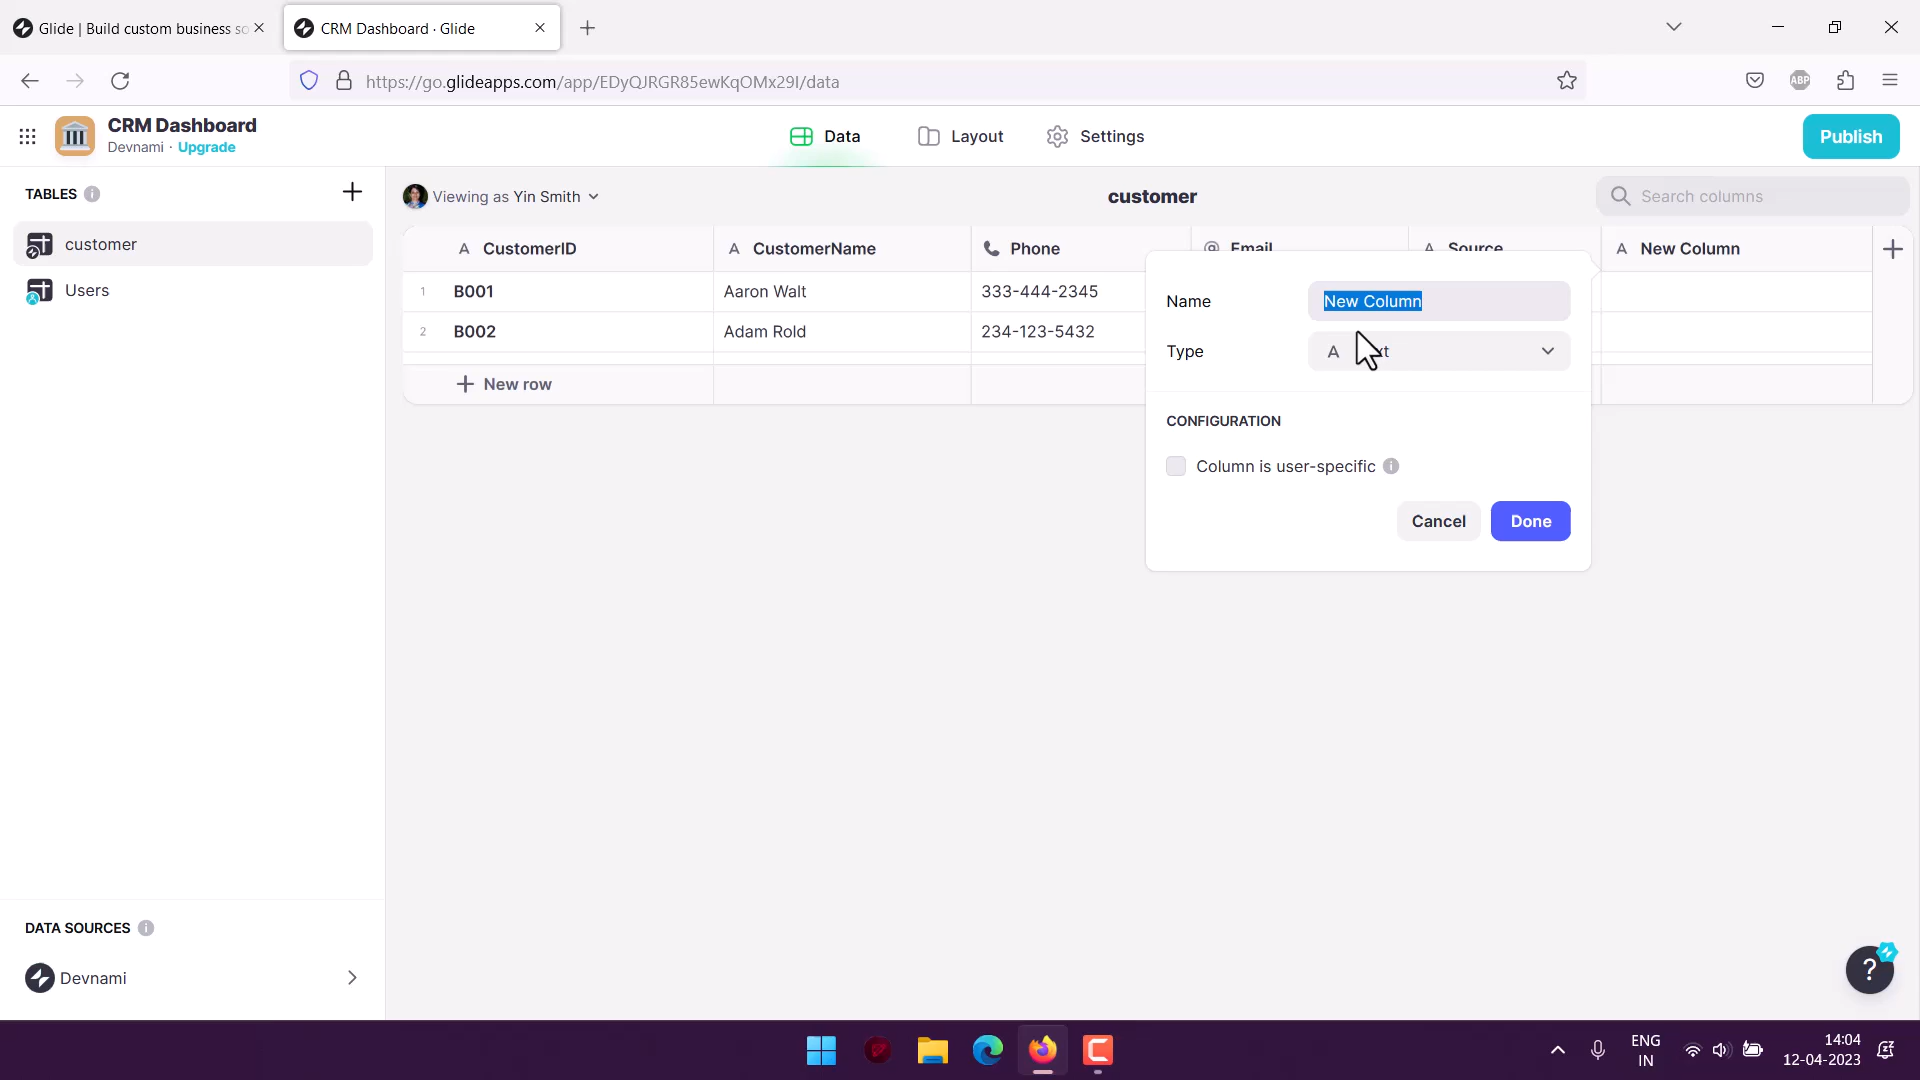 Glide | Build custom business so
CRM Dashboard · Glide
https://go.glideapps.com/app/EDyQJRGR85ewKqOMx29I/data
ABP
CRM Dashboard
Devnami · Upgrade
Data
Layout
Settings
Publish
TABLES
customer
Users
Viewing as Yin Smith
customer
Search columns
CustomerID
CustomerName
Phone
Email
Source
New Column
1 B001 Aaron Walt 333-444-2345
2 B002 Adam Rold 234-123-5432
New row
Name
New Column
Type
CONFIGURATION
Column is user-specific
Cancel
Done
DATA SOURCES
Devnami
?
ENG
IN
14:04
12-04-2023